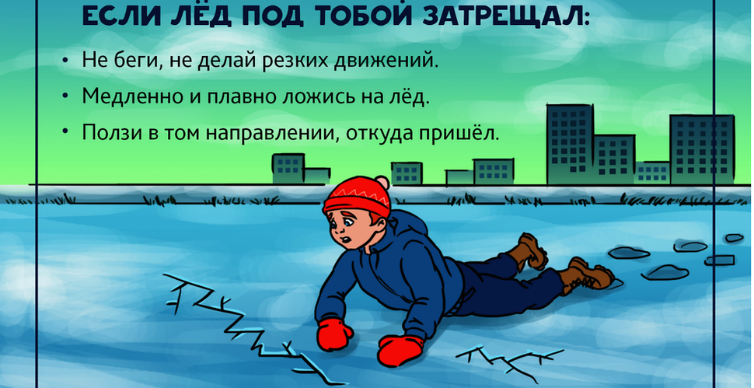 ЕСЛИ ЛЁД ПОД ТОБОЙ ЗАТРЕЩАЛ:
• Не беги, не делай резких движений.
• Медленно и плавно ложись на лёд.
• Ползи в том направлении, откуда пришёл.